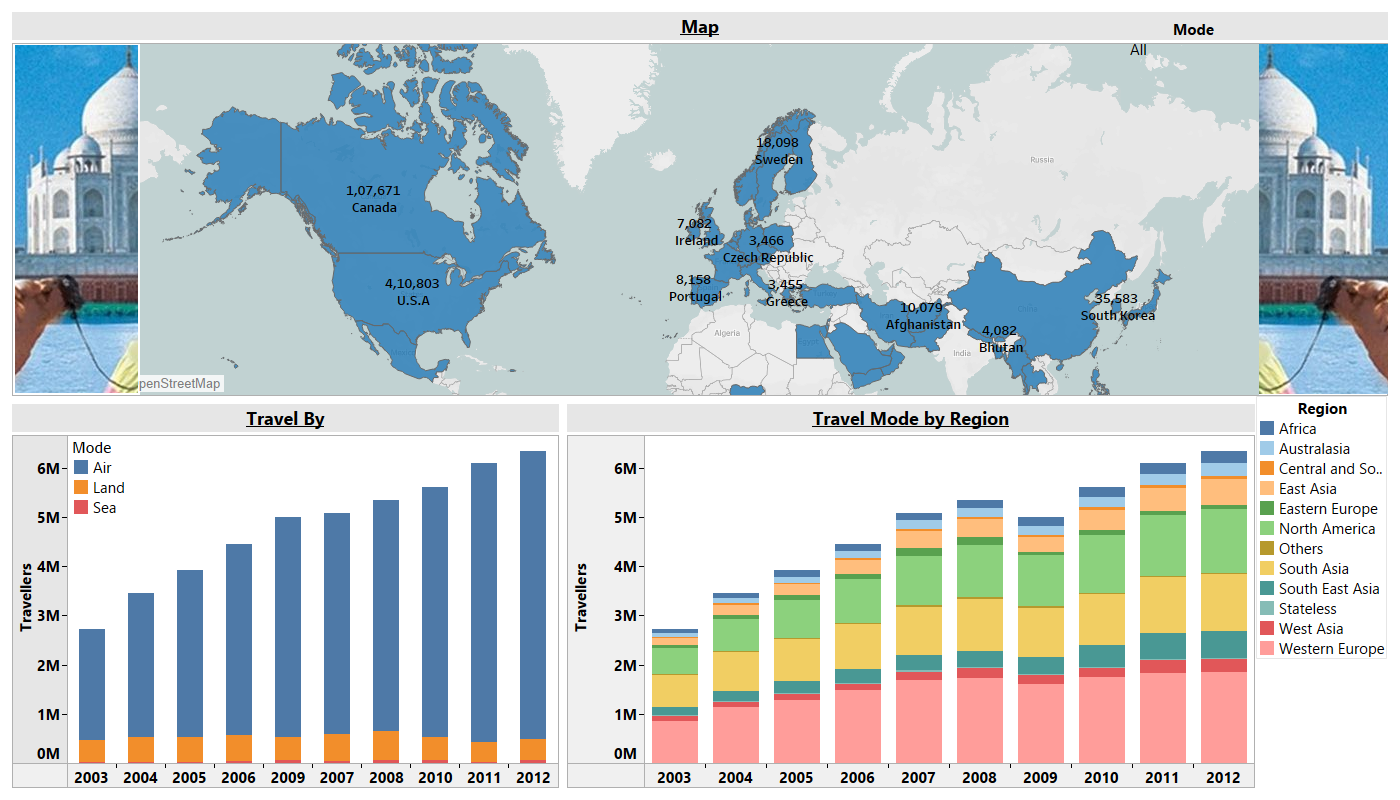 Map
Mode
All
Russia
18,098
Sweden
1,07,671
Canada
7,082
Ireland
3,466
Czech Republic
4,10,803
U.S.A
8,158
Portugal
3,455
Greece
10,079
Afghanistan
35,583
South Korea
4,082
Bhutan
China
Algeria
Egypt
India
penStreetMap
Travel By
Mode
Air
Land
Sea
Travellers
6M
5M
4M
3M
2M
1M
0M
2003 2004 2005 2006 2009 2007 2008 2010 2011 2012
Travel Mode by Region
Travellers
6M
5M
4M
3M
2M
1M
0M
2003 2004 2005 2006 2007 2008 2009 2010 2011 2012
Region
Africa
Australasia
Central and So..
East Asia
Eastern Europe
North America
Others
South Asia
South East Asia
Stateless
West Asia
Western Europe